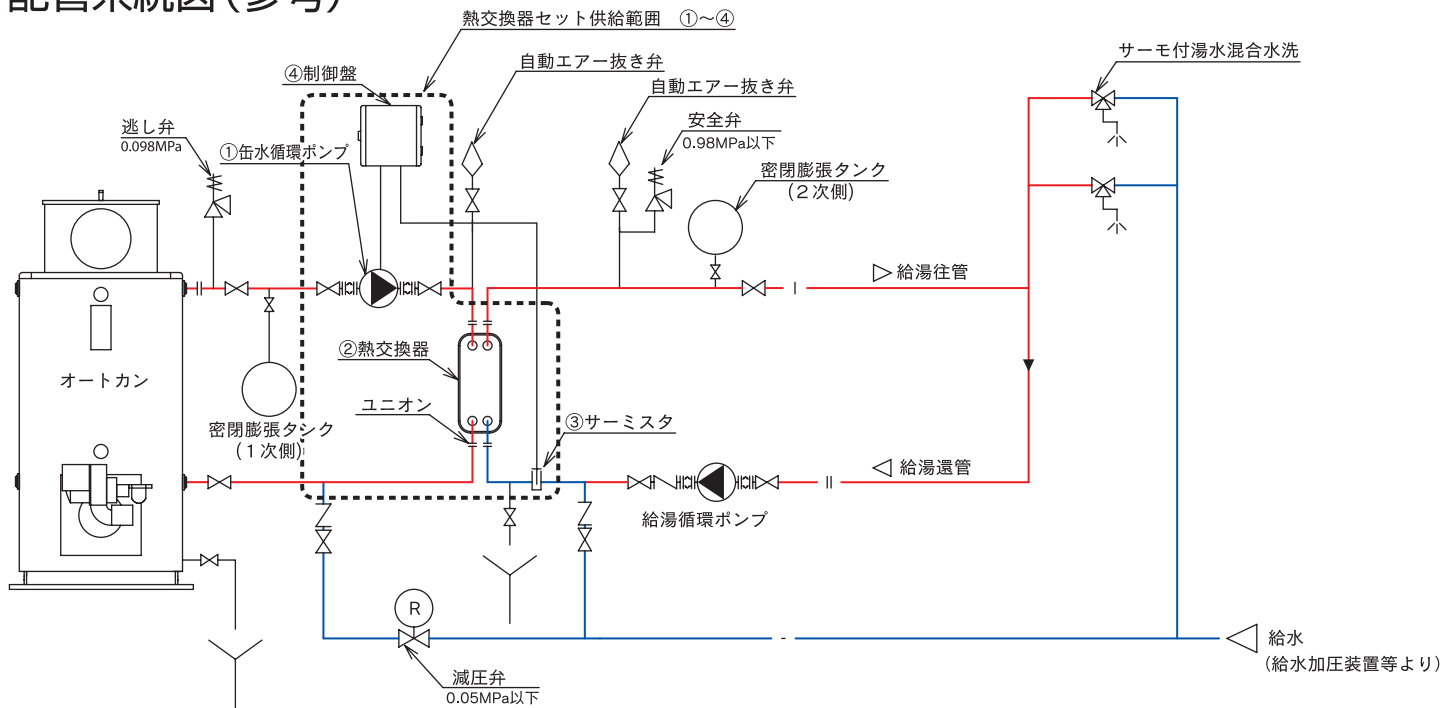 配管系統図(参考)
熱交換器セット供給範囲 ①〜④
自動エアー抜き弁
④制御盤
自動エアー抜き弁
サーモ付湯水混合水洗
逃し弁
0.098MPa
①缶水循環ポンプ
安全弁
0.98MPa以下
密閉膨張タンク
(2次側)
給湯往管
②熱交換器
オートカン
ユニオン
密閉膨張タンク
(1次側)
③サーミスタ
給湯還管
給湯循環ポンプ
R
減圧弁
0.05MPa以下
給水
(給水加圧装置等より)